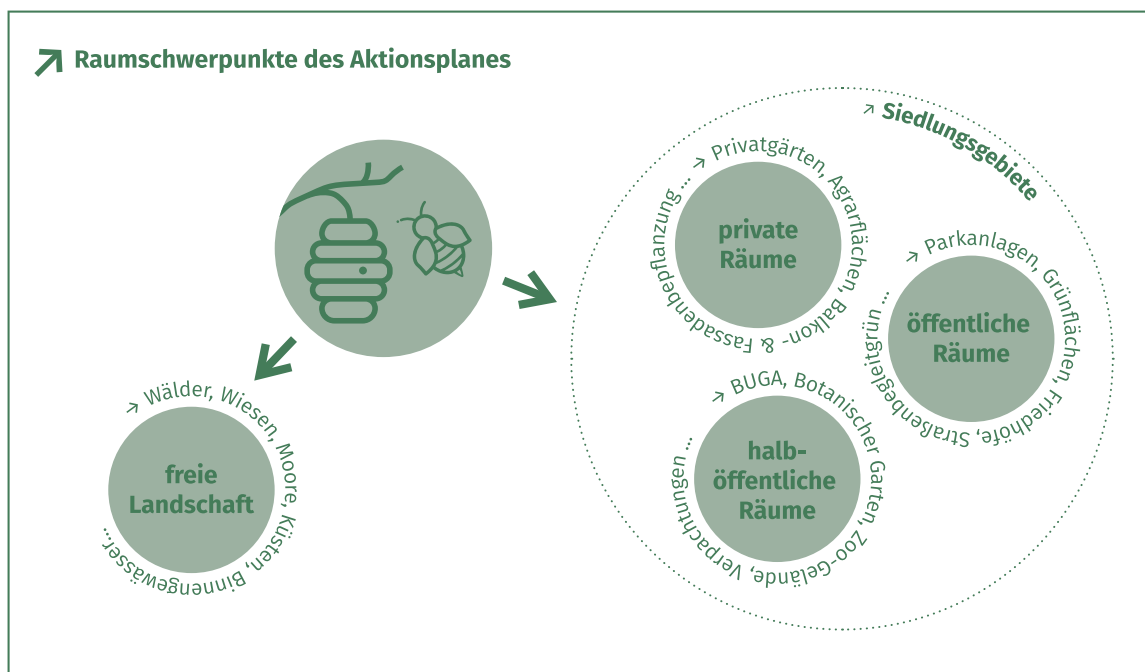 Raumschwerpunkte des Aktionsplanes
Siedlungsgebiete
Privatgärten, Agrarflächen, Balkon- & Fassadenbepflanzung ...
private
Räume
Parkanlagen, Grünflächen, Friedhöfe, Straßenbegleitgrün ...
öffentliche
Räume
BUGA, Botanischer Garten, Zoo-Gelände, Verpachtungen ...
halb-
öffentliche
Räume
Wälder, Wiesen, Moore, Küsten, Binnengewässer...
freie
Landschaft